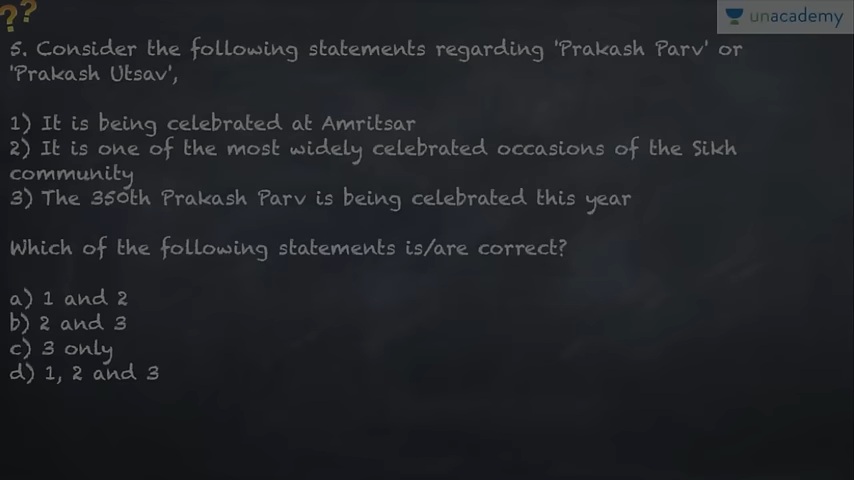 ??
unacademy
5. Consider the following statements regarding 'Prakash Parv' or
'Prakash Utsav',
1) It is being celebrated at Amritsar
2) It is one of the most widely celebrated occasions of the Sikh
community
3) The 350th Prakash Parv is being celebrated this year
Which of the following statements is/are correct?
a) 1 and 2
b) 2 and 3
c) 3 only
d) 1, 2 and 3